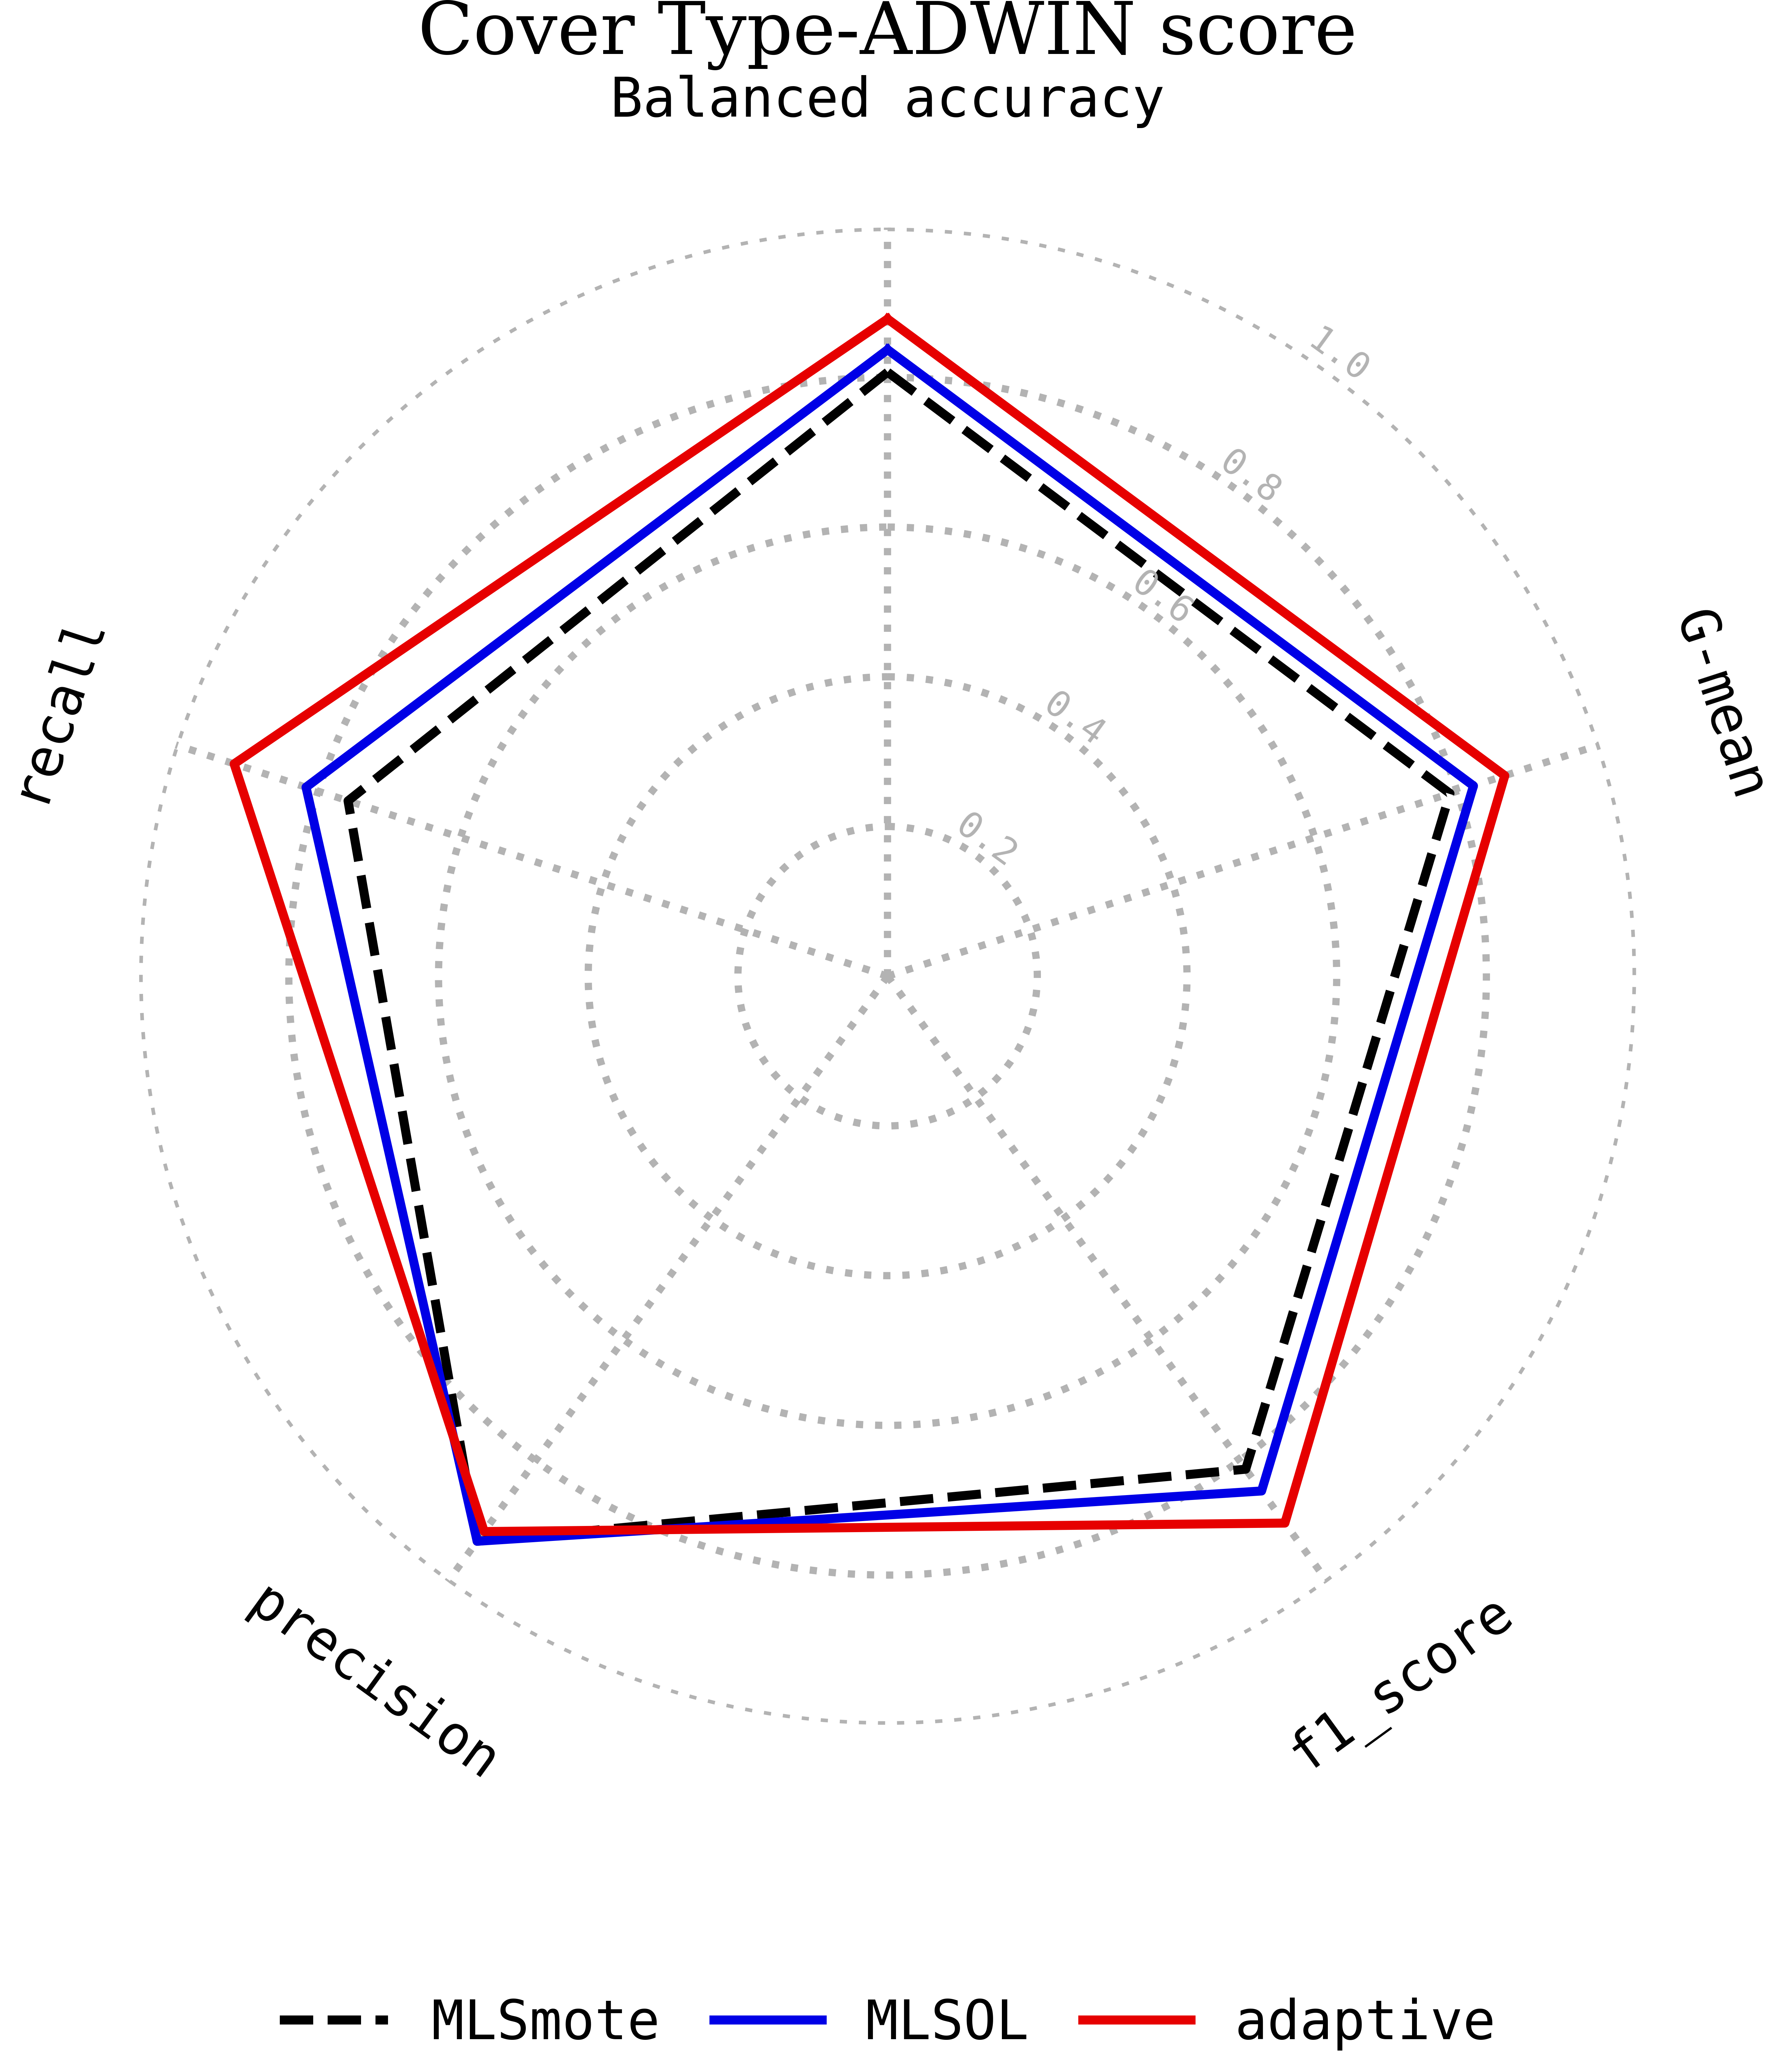 Cover Type-ADWIN score
Balanced accuracy
1.0
0.8
0.6
0.4
0.2
recall
G-mean
precision
f1_score
MLSmote MLSOL adaptive